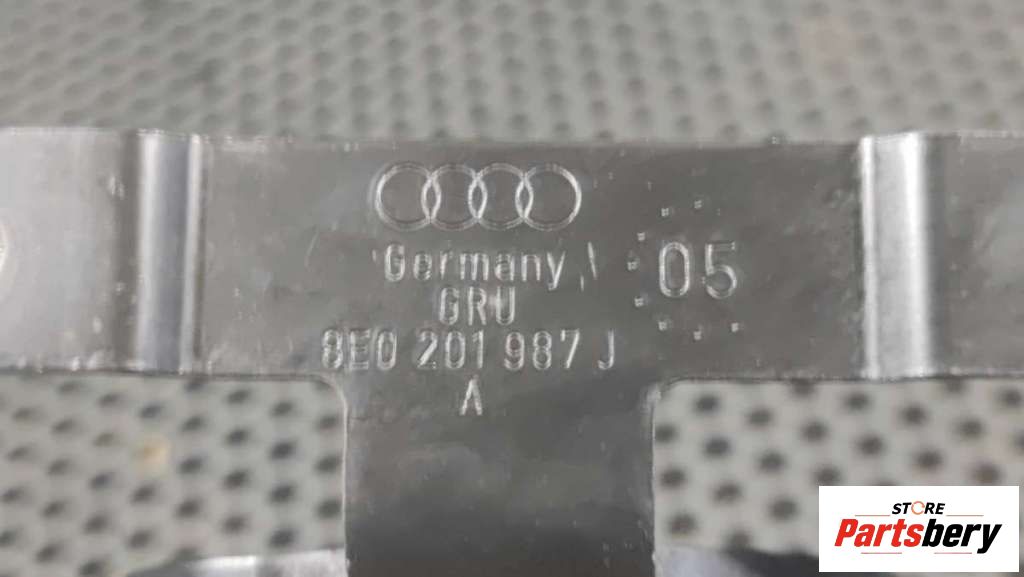 Germany
05
GRU
8E0 201 987 J
A
STORE
Partsbery